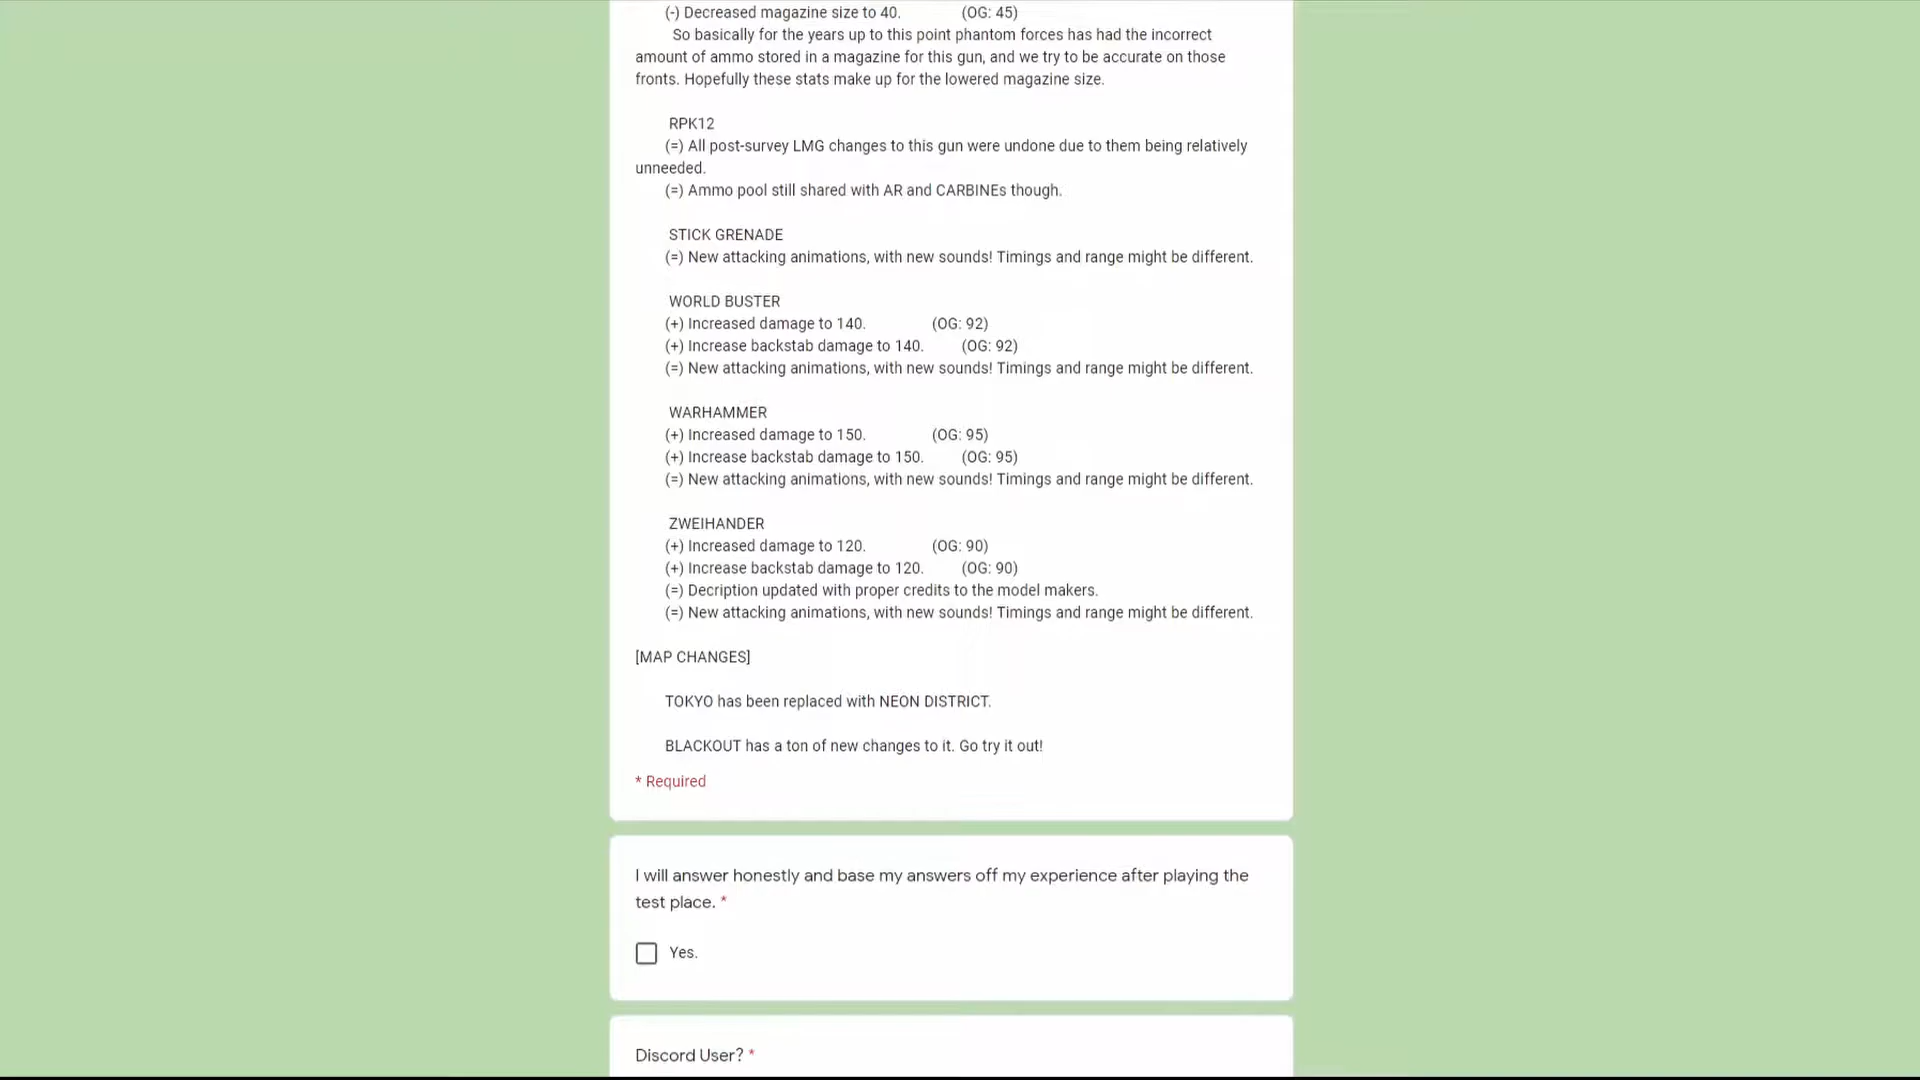 (-) Decreased magazine size to 40. (OG: 45)
So basically for the years up to this point phantom forces has had the incorrect
amount of ammo stored in a magazine for this gun, and we try to be accurate on those
fronts. Hopefully these stats make up for the lowered magazine size.
RPK12
(=) All post-survey LMG changes to this gun were undone due to them being relatively
unneeded.
(=) Ammo pool still shared with AR and CARBINEs though.
STICK GRENADE
(=) New attacking animations, with new sounds! Timings and range might be different.
WORLD BUSTER
(+) Increased damage to 140. (OG: 92)
(+) Increase backstab damage to 140. (OG: 92)
(=) New attacking animations, with new sounds! Timings and range might be different.
WARHAMMER
(+) Increased damage to 150. (OG: 95)
(+) Increase backstab damage to 150. (OG: 95)
(=) New attacking animations, with new sounds! Timings and range might be different.
ZWEIHANDER
(+) Increased damage to 120. (OG: 90)
(+) Increase backstab damage to 120. (OG: 90)
(=) Decription updated with proper credits to the model makers.
(=) New attacking animations, with new sounds! Timings and range might be different.
[MAP CHANGES]
TOKYO has been replaced with NEON DISTRICT.
BLACKOUT has a ton of new changes to it. Go try it out!
* Required
I will answer honestly and base my answers off my experience after playing the
test place. *
Yes.
Discord User? *